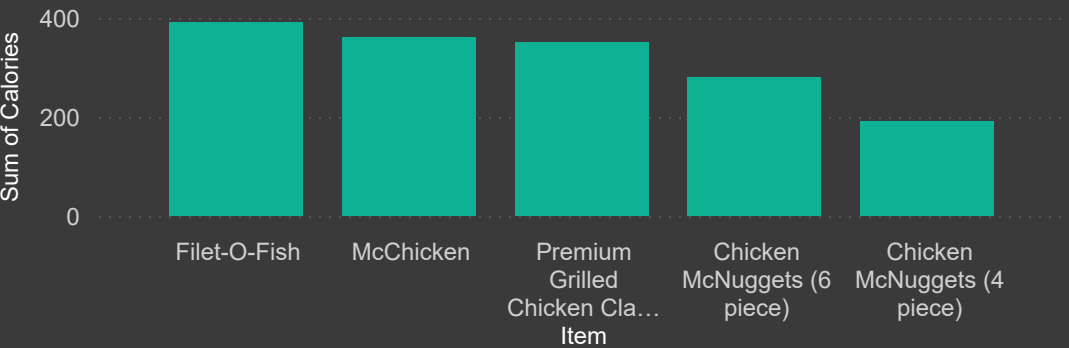 Sum of Calories
400
200
0
Filet-O-Fish
McChicken
Premium
Grilled
Chicken Cla…
Chicken
McNuggets (6
piece)
Chicken
McNuggets (4
piece)
Item